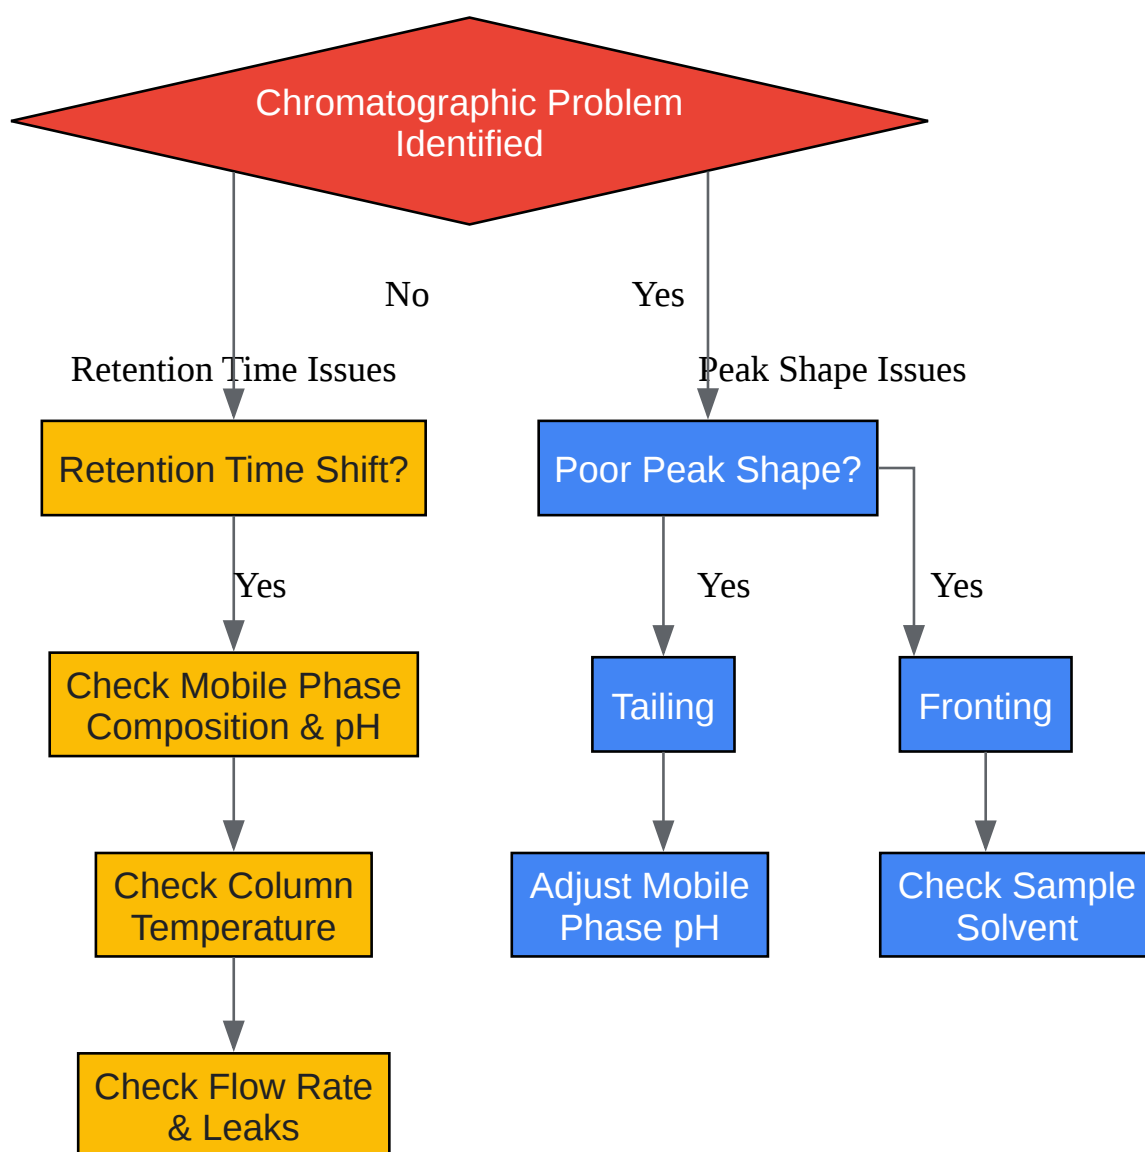 Chromatographic Problem
Identified
No
Yes
Retention Time Issues
Peak Shape Issues
Retention Time Shift?
Poor Peak Shape?
Yes
Yes
Yes
Check Mobile Phase
Composition & pH
Tailing
Fronting
Check Column
Temperature
Adjust Mobile
Phase pH
Check Sample
Solvent
Check Flow Rate
& Leaks